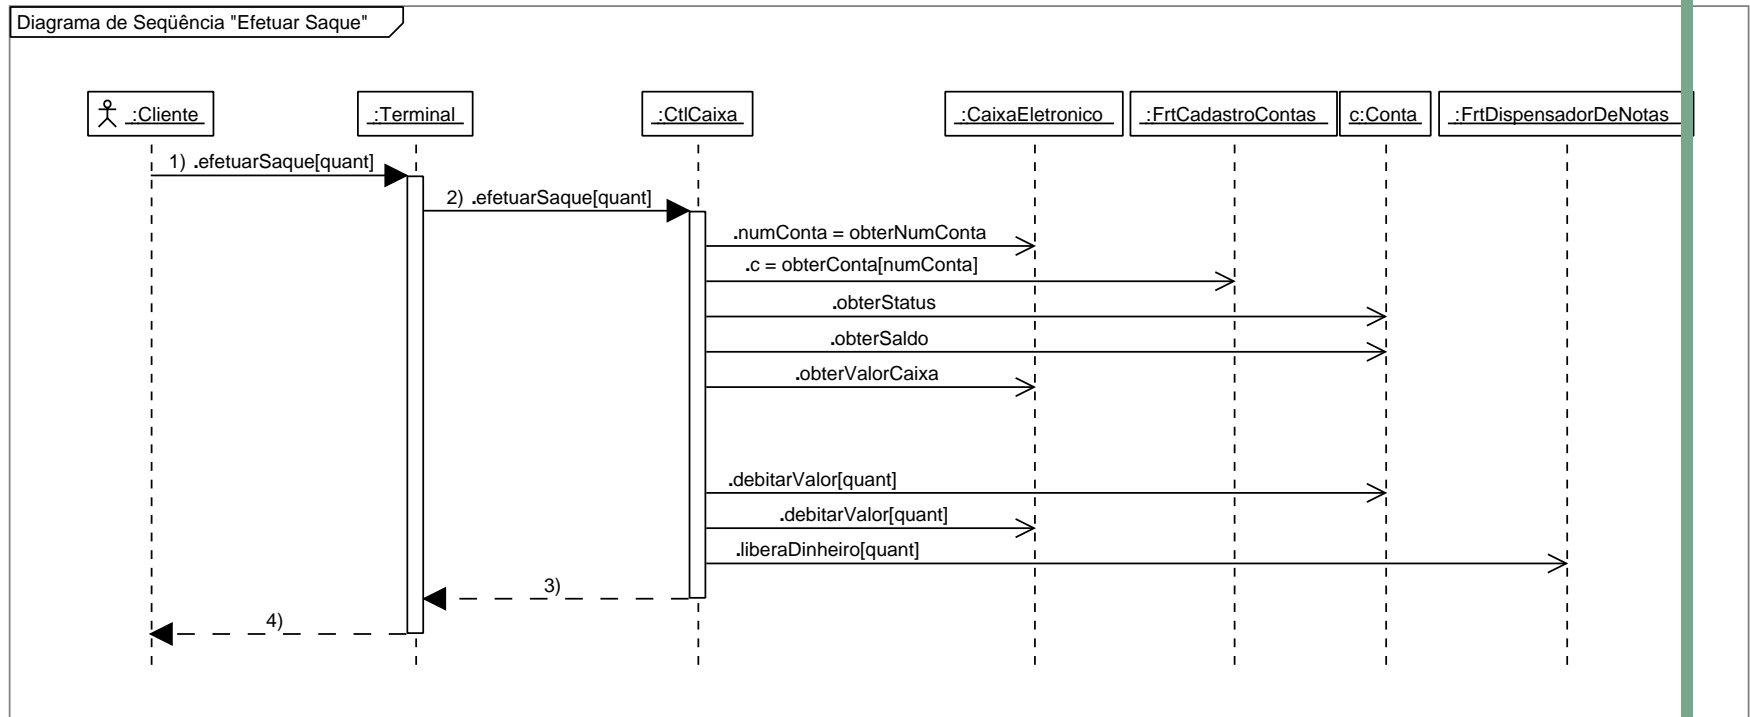 Diagrama de Seqüência "Efetuar Saque"
:Cliente
:Terminal
:CtlCaixa
:CaixaEletronico
:FrtCadastroContas
c:Conta
:FrtDispensadorDeNotas
1) .efetuarSaque[quant]
2) .efetuarSaque[quant]
.numConta = obterNumConta
.c = obterConta[numConta]
.obterStatus
.obterSaldo
.obterValorCaixa
.debitarValor[quant]
.debitarValor[quant]
.liberaDinheiro[quant]
3)
4)